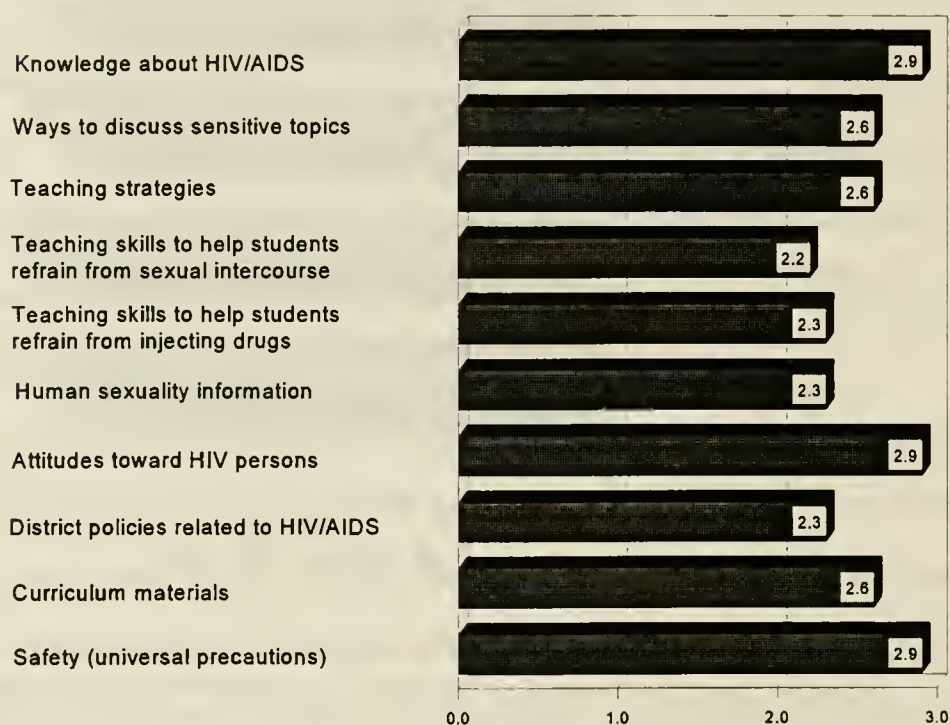 Knowledge about HIV/AIDS 2.9
Ways to discuss sensitive topics 2.6
Teaching strategies 2.6
Teaching skills to help students
refrain from sexual intercourse 2.2
Teaching skills to help students
refrain from injecting drugs 2.3
Human sexuality information 2.3
Attitudes toward HIV persons 2.9
District policies related to HIV/AIDS 2.3
Curriculum materials 2.6
Safety (universal precautions) 2.9
0.0 1.0 2.0 3.0